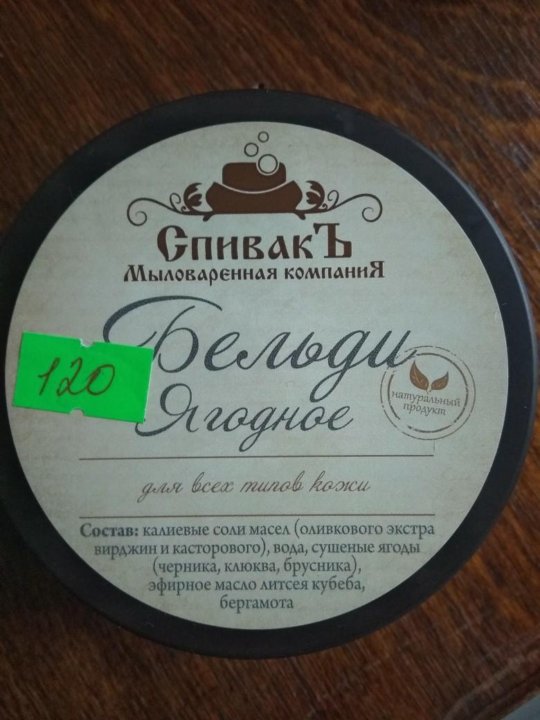 СпивакЪ
Мыловаренная компаниЯ
Бельди
120
Ягодное
натуральный
продукт
для всех типов кожи
Состав: калиевые соли масел (оливкового экстра
вирджин и касторового), вода, сушеные ягоды
(черника, клюква, брусника),
эфирное масло литсея кубеба,
бергамота